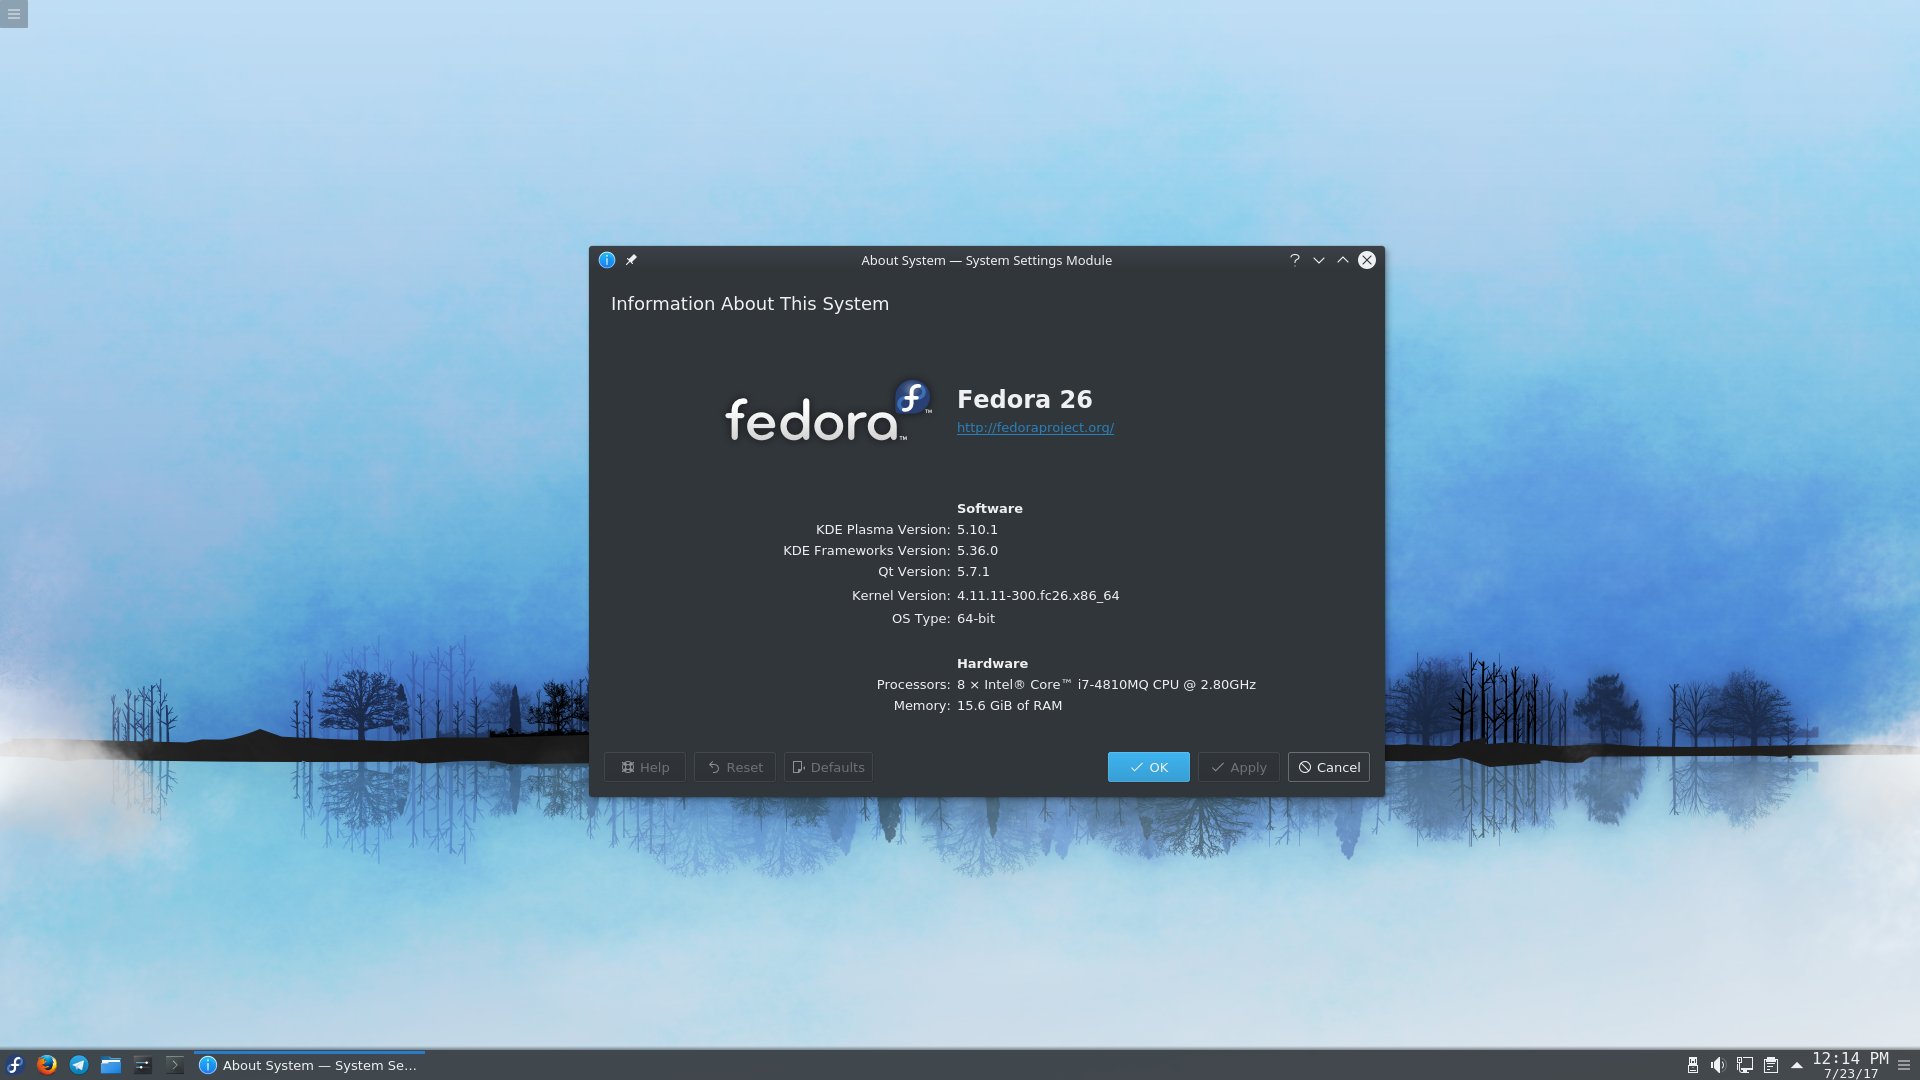 About System — System Settings Module
Information About This System
fedora™
Fedora 26
http://fedoraproject.org/
Software
KDE Plasma Version: 5.10.1
KDE Frameworks Version: 5.36.0
Qt Version: 5.7.1
Kernel Version: 4.11.11-300.fc26.x86_64
OS Type: 64-bit
Hardware
Processors: 8 × Intel® Core™ i7-4810MQ CPU @ 2.80GHz
Memory: 15.6 GiB of RAM
Help Reset Defaults OK Apply Cancel
About System — System Se...
12:14 PM
7/23/17